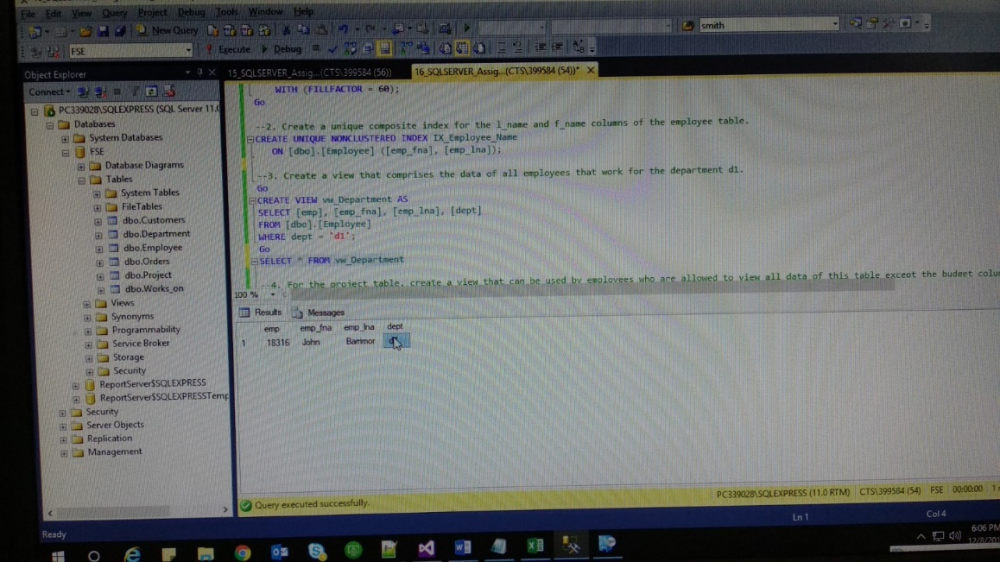 File Edit View Query Project Debug Tools Window Help
New Query
smith
FSE
Execute
Debug
Object Explorer
Connect
PC339028\SQLEXPRESS (SQL Server 11.0
Databases
System Databases
FSE
Database Diagrams
Tables
System Tables
FileTables
dbo.Customers
dbo.Department
dbo.Employee
dbo.Orders
dbo.Project
dbo.Works_on
Views
Synonyms
Programmability
Service Broker
Storage
Security
ReportServer$SQLEXPRESS
ReportServer$SQLEXPRESSTemp
Security
Server Objects
Replication
Management
15_SQLSERVER_Assig...(CTS\399584 (56))
16_SQLSERVER_Assig...(CTS\399584 (54))*
WITH (FILLFACTOR = 60);
Go
--2. Create a unique composite index for the l_name and f_name columns of the employee table.
CREATE UNIQUE NONCLUSTERED INDEX IX_Employee_Name
ON [dbo].[Employee] ([emp_fna], [emp_lna]);
--3. Create a view that comprises the data of all employees that work for the department d1.
Go
CREATE VIEW vw_Department AS
SELECT [emp], [emp_fna], [emp_lna], [dept]
FROM [dbo].[Employee]
WHERE dept = 'd1';
Go
SELECT * FROM vw_Department
--4. For the project table, create a view that can be used by employees who are allowed to view all data of this table except the budget colu
100 %
Results Messages
emp emp_fna emp_lna dept
1 18316 John Barrimor
Query executed successfully.
PC339028\SQLEXPRESS (11.0 RTM) CTS\399584 (54) FSE 00:00:00
Ready
Ln 1
Col 4
6:06 PM